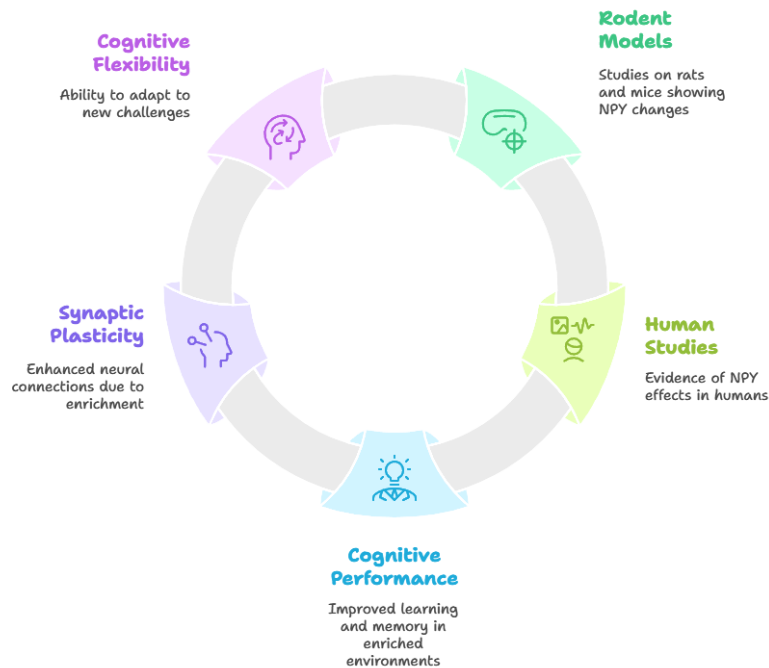 Cognitive
Flexibility
Ability to adapt to
new challenges
Rodent
Models
Studies on rats
and mice showing
NPY changes
Synaptic
Plasticity
Enhanced neural
connections due to
enrichment
Human
Studies
Evidence of NPY
effects in humans
Cognitive
Performance
Improved learning
and memory in
enriched
environments